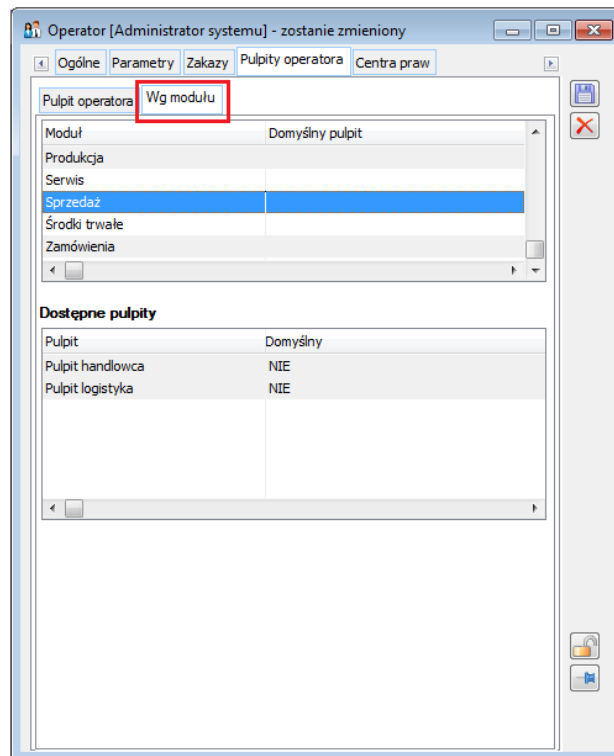 Operator [Administrator systemu] - zostanie zmieniony
Ogólne Parametry Zakazy Pulpity operatora Centra praw
Pulpit operatora Wg modułu
Moduł Domyślny pulpit
Produkcja
Serwis
Sprzedaż
Środki trwałe
Zamówienia
Dostępne pulpity
Pulpit Domyślny
Pulpit handlowca NIE
Pulpit logistyka NIE